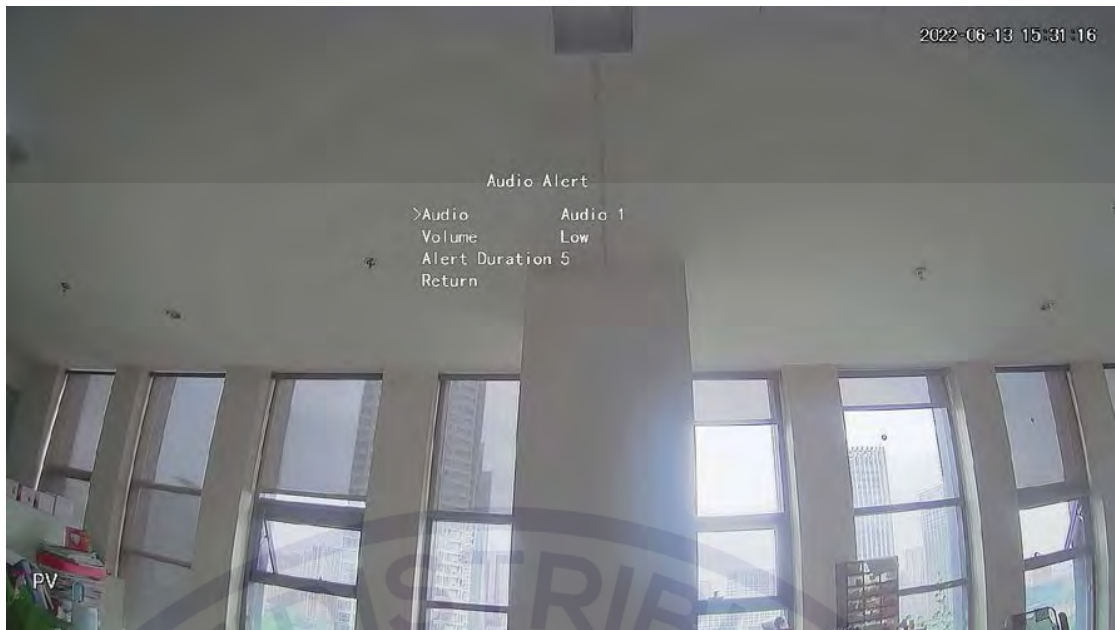 2022-06-13 15:31:16
Audio Alert
>Audio Audio 1
Volume Low
Alert Duration 5
Return
PV